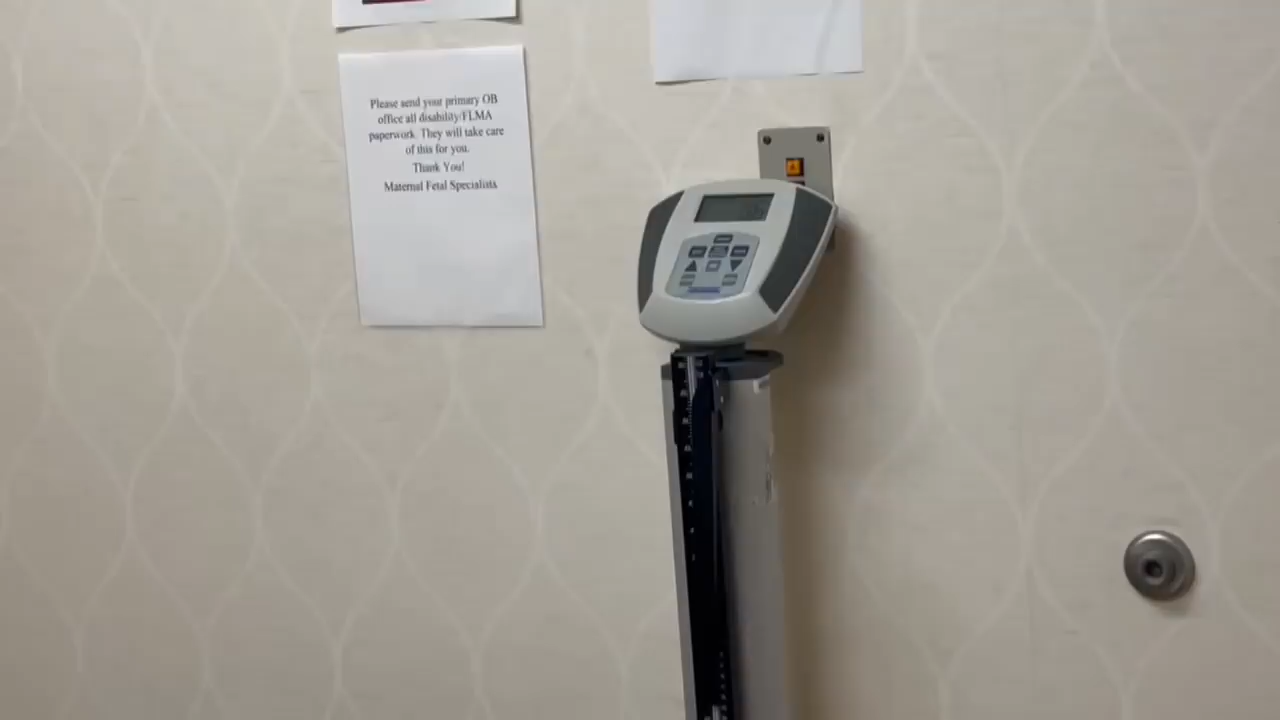 Please send your primary OB
office all disability/FLMA
paperwork. They will take care
of this for you.
Thank You!
Maternal Fetal Specialists